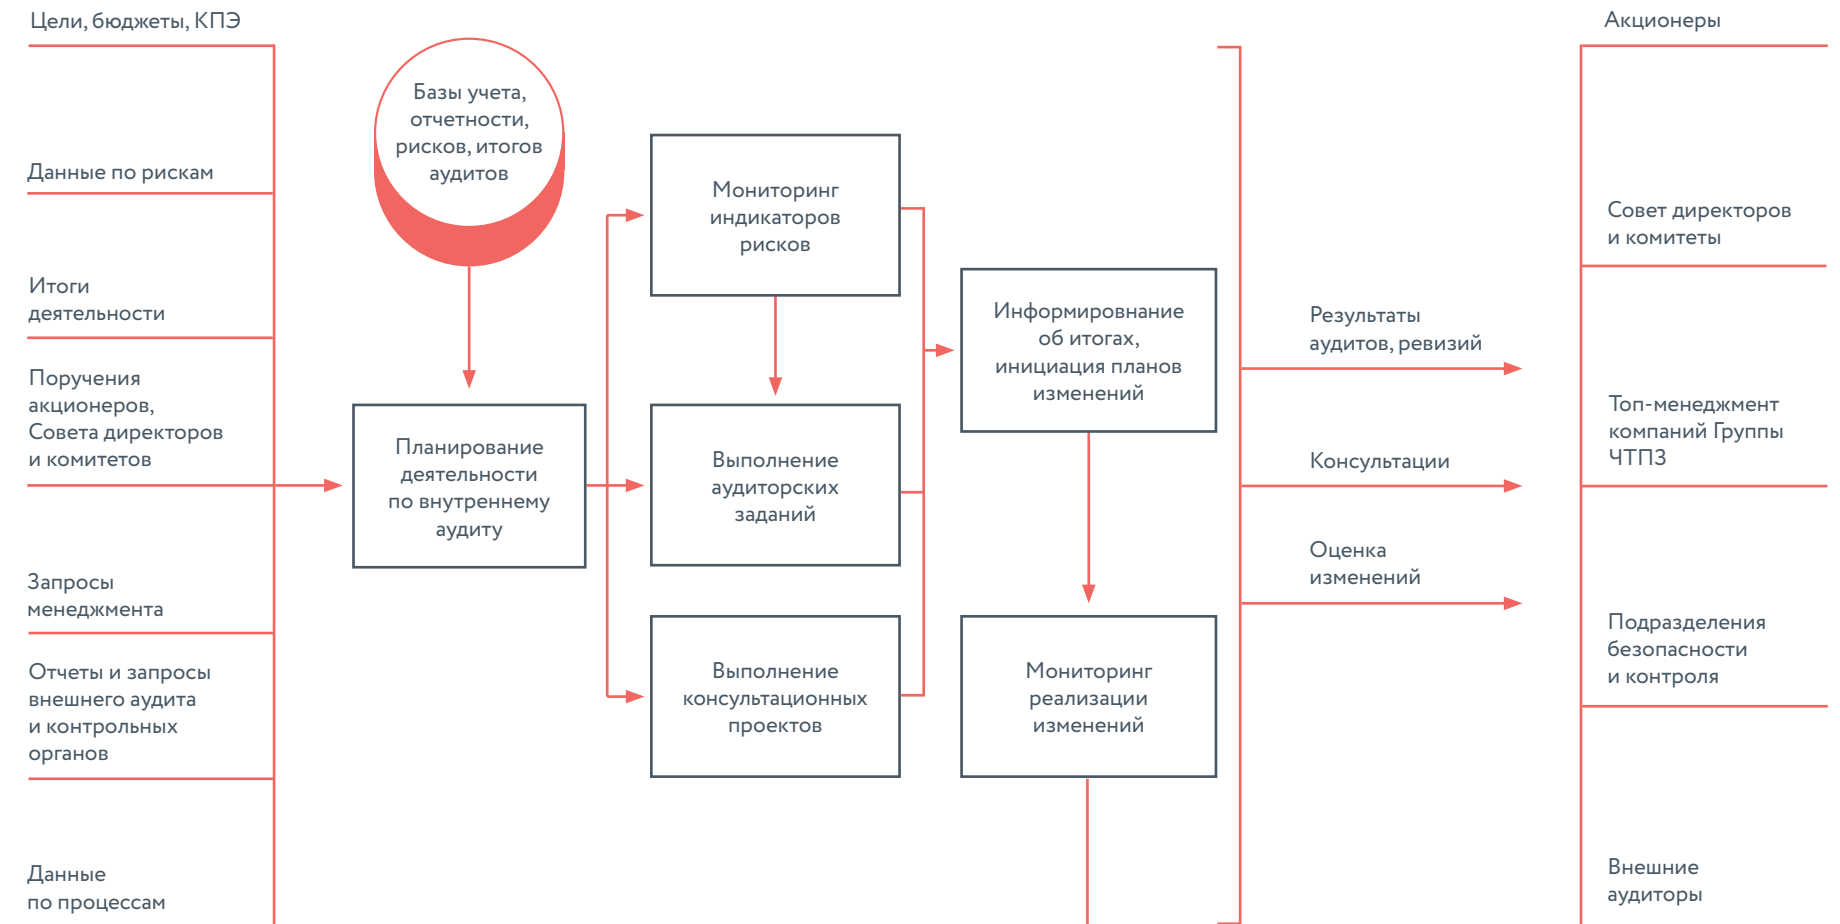 Цели, бюджеты, КПЭ
Данные по рискам
Итоги
деятельности
Поручения
акционеров,
Совета директоров
и комитетов
Запросы
менеджмента
Отчеты и запросы
внешнего аудита
и контрольных
органов
Данные
по процессам
Базы учета,
отчетности,
рисков, итогов
аудитов
Планирование
деятельности
по внутреннему
аудиту
Мониторинг
индикаторов
рисков
Выполнение
аудиторских
заданий
Выполнение
консультационных
проектов
Информировнание
об итогах,
инициация планов
изменений
Мониторинг
реализации
изменений
Результаты
аудитов, ревизий
Консультации
Оценка
изменений
Акционеры
Совет директоров
и комитеты
Топ-менеджмент
компаний Группы
ЧТПЗ
Подразделения
безопасности
и контроля
Внешние
аудиторы